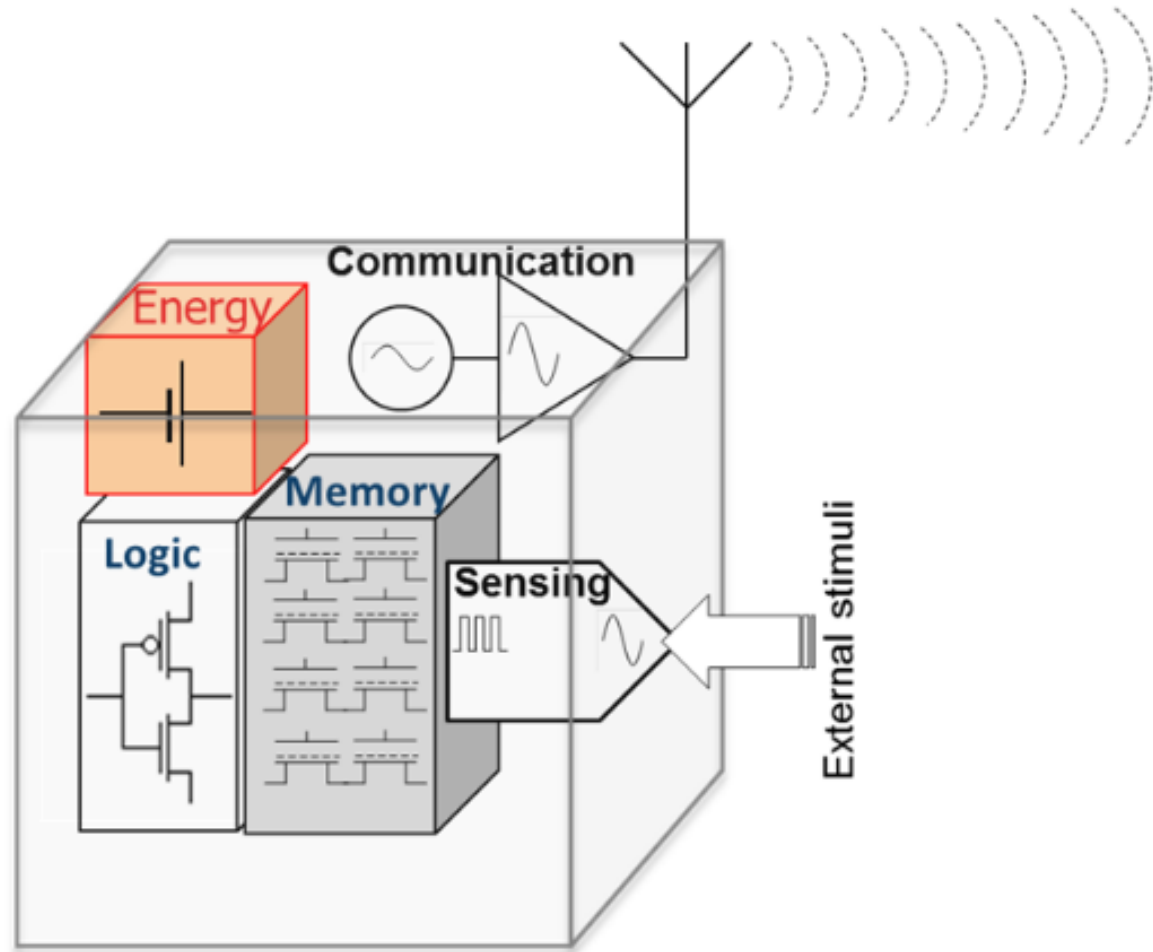 Communication
Energy
Memory
Logic
Sensing
External stimuli